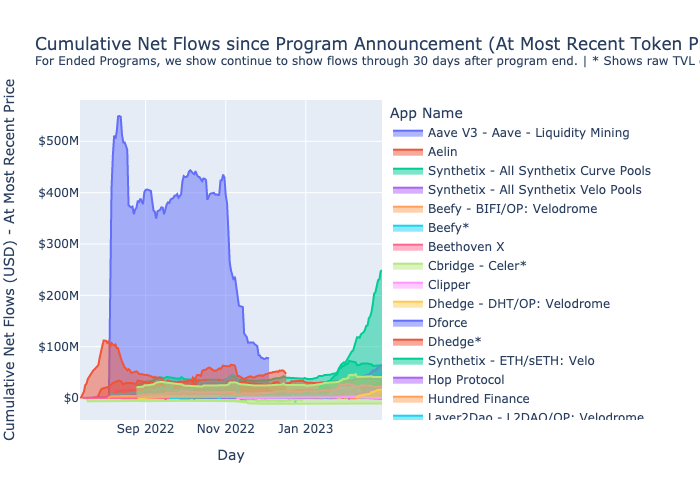 Cumulative Net Flows since Program Announcement (At Most Recent Token P
For Ended Programs, we show continue to show flows through 30 days after program end. | * Shows raw TVL
Cumulative Net Flows (USD) - At Most Recent Price
$500M
$400M
$300M
$200M
$100M
$0
Sep 2022
Nov 2022
Jan 2023
Day
App Name
Aave V3 - Aave - Liquidity Mining
Aelin
Synthetix - All Synthetix Curve Pools
Synthetix - All Synthetix Velo Pools
Beefy - BIFI/OP: Velodrome
Beefy*
Beethoven X
Cbridge - Celer*
Clipper
Dhedge - DHT/OP: Velodrome
Dforce
Dhedge*
Synthetix - ETH/sETH: Velo
Hop Protocol
Hundred Finance
Layer2Dao - L2DAO/OP: Velodrome